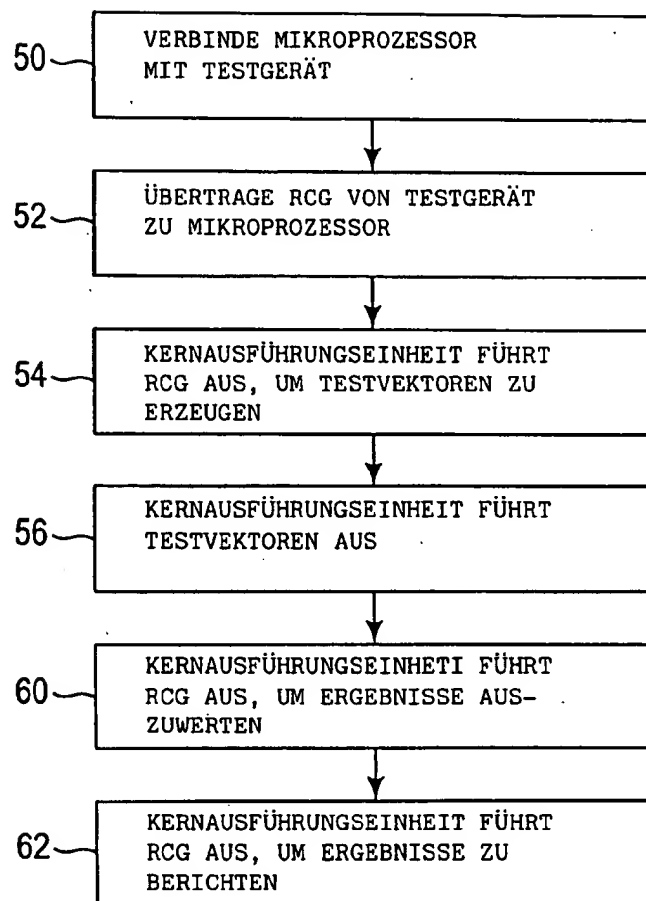 50
VERBINDE MIKROPROZESSOR
MIT TESTGERÄT
52
ÜBERTRAGE RCG VON TESTGERÄT
ZU MIKROPROZESSOR
54
KERNAUSFÜHRUNGSEINHEIT FÜHRT
RCG AUS, UM TESTVEKTOREN ZU
ERZEUGEN
56
KERNAUSFÜHRUNGSEINHEIT FÜHRT
TESTVEKTOREN AUS
60
KERNAUSFÜHRUNGSEINHETI FÜHRT
RCG AUS, UM ERGEBNISSE AUS-
ZUWERTEN
62
KERNAUSFÜHRUNGSEINHEIT FÜHRT
RCG AUS, UM ERGEBNISSE ZU
BERICHTEN